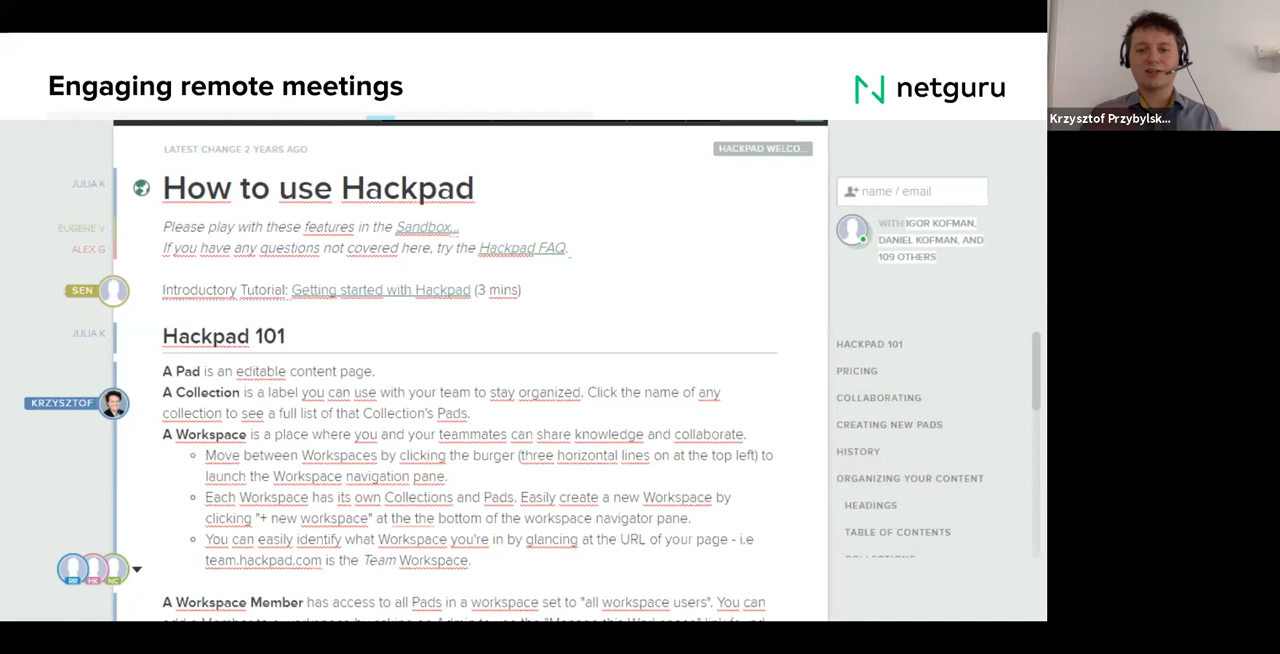 Engaging remote meetings
netguru
Krzysztof Przybylsk...
LATEST CHANGE 2 YEARS AGO
HACKPAD WELCO...
JULIA K
How to use Hackpad
name / email
EUGENE V
Please play with these features in the Sandbox...
WITH IGOR KOFMAN,
DANIEL KOFMAN, AND
109 OTHERS
ALEX G
If you have any questions not covered here, try the Hackpad FAQ.
SEN
Introductory Tutorial: Getting started with Hackpad (3 mins)
JULIA K
Hackpad 101
A Pad is an editable content page.
KRZYSZTOF
A Collection is a label you can use with your team to stay organized. Click the name of any
collection to see a full list of that Collection's Pads.
A Workspace is a place where you and your teammates can share knowledge and collaborate.
Move between Workspaces by clicking the burger (three horizontal lines on at the top left) to
launch the Workspace navigation pane.
Each Workspace has its own Collections and Pads. Easily create a new Workspace by
clicking "+ new workspace" at the the bottom of the workspace navigator pane.
You can easily identify what Workspace you're in by glancing at the URL of your page - i.e
team.hackpad.com is the Team Workspace.
RR
MK
NC
A Workspace Member has access to all Pads in a workspace set to "all workspace users". You can
HACKPAD 101
PRICING
COLLABORATING
CREATING NEW PADS
HISTORY
ORGANIZING YOUR CONTENT
HEADINGS
TABLE OF CONTENTS